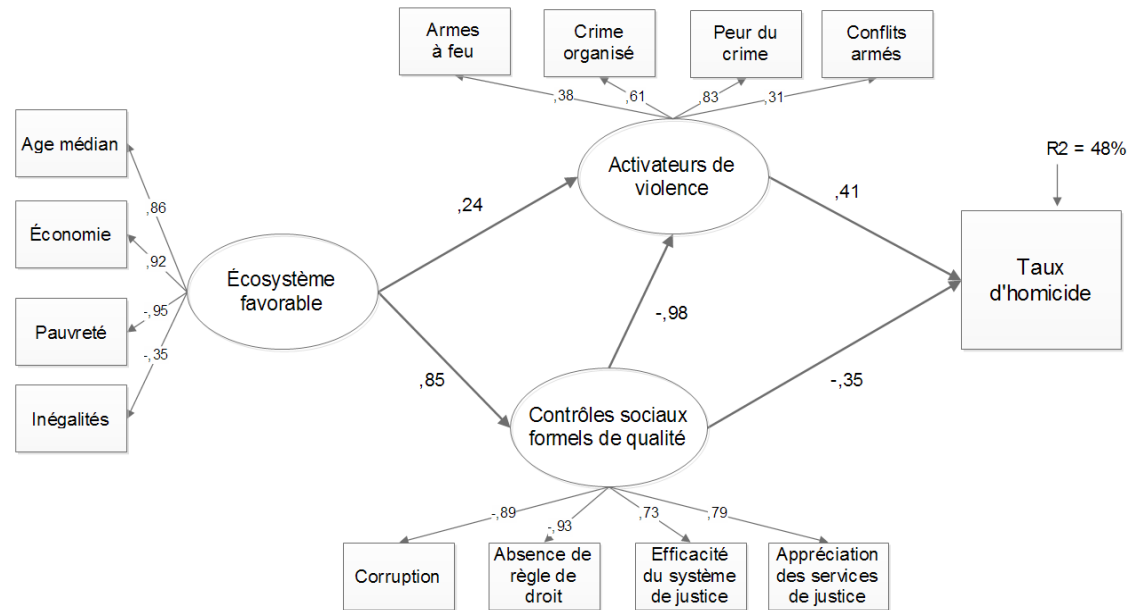 Armes
à feu
Crime
organisé
Peur du
crime
Conflits
armés
,38
,61
,83
,31
Age médian
Économie
Pauvreté
Inégalités
,86
,92
-,95
-,35
Écosystème
favorable
Activateurs de
violence
,24
,41
R2 = 48%
Taux
d'homicide
-,98
,85
-,35
Contrôles sociaux
formels de qualité
-,89
-,93
,73
,79
Corruption
Absence de
règle de
droit
Efficacité
du système
de justice
Appréciation
des services
de justice